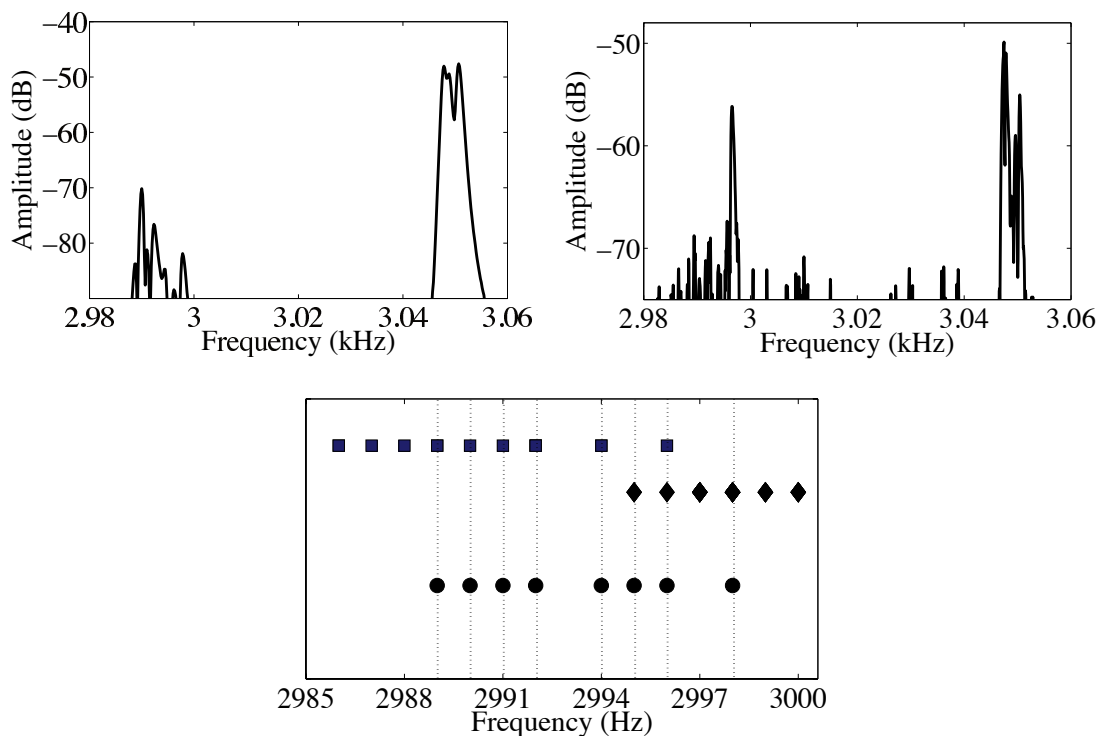 Amplitude (dB)
−40
−50
−60
−70
−80
2.98 3 3.02 3.04 3.06
Frequency (kHz)
Amplitude (dB)
−50
−60
−70
2.98 3 3.02 3.04 3.06
Frequency (kHz)
2985 2988 2991 2994 2997 3000
Frequency (Hz)